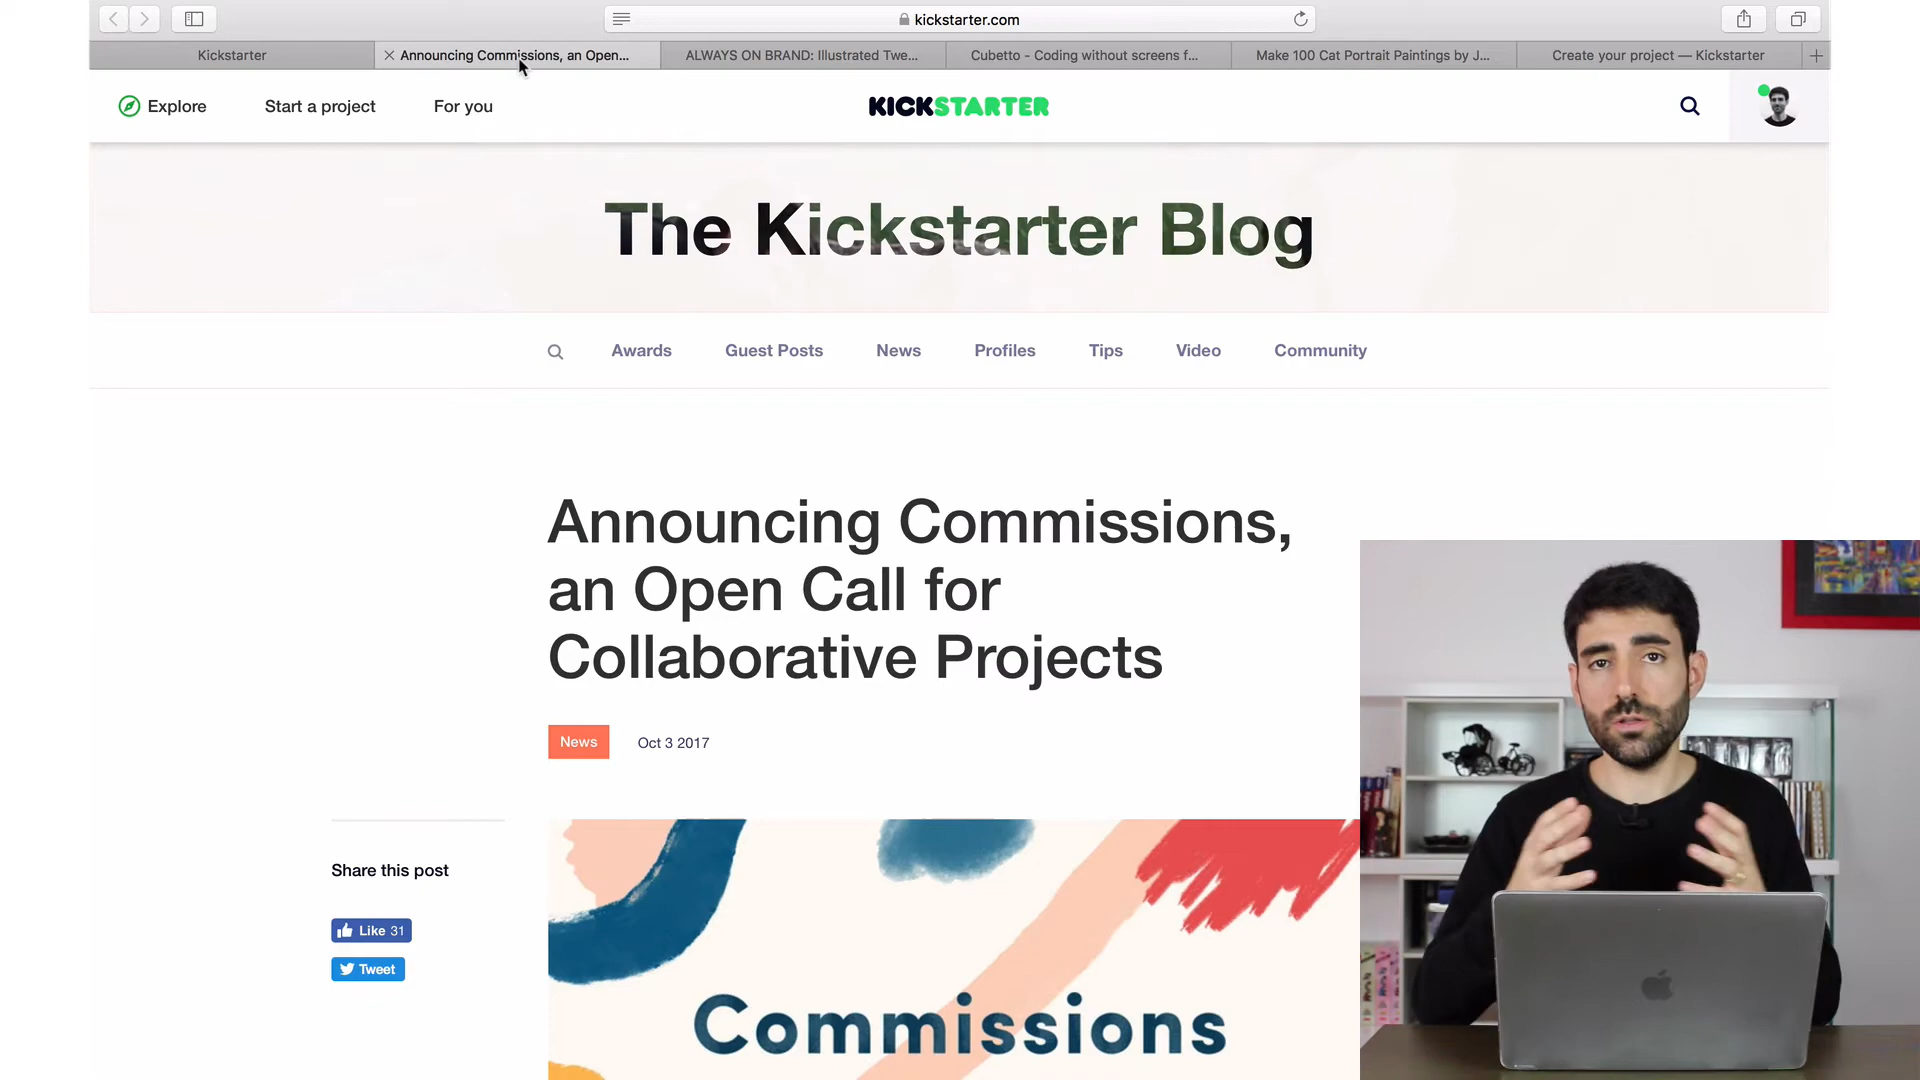 kickstarter.com
Kickstarter
Announcing Commissions, an Open...
ALWAYS ON BRAND: Illustrated Twe...
Cubetto - Coding without screens f...
Make 100 Cat Portrait Paintings by J...
Create your project — Kickstarter
Explore
Start a project
For you
KICKSTARTER
The Kickstarter Blog
Awards
Guest Posts
News
Profiles
Tips
Video
Community
Announcing Commissions,
an Open Call for
Collaborative Projects
News
Oct 3 2017
Share this post
Like 31
Tweet
Commissions